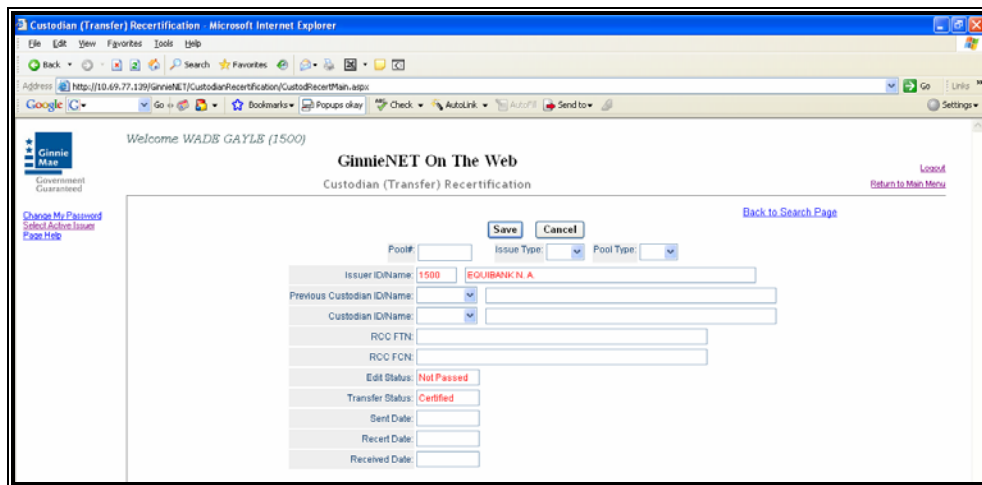 Custodian (Transfer) Recertification - Microsoft Internet Explorer
File Edit View Favorites Tools Help
Back Search Favorites
Address http://10.69.77.139/GinnieNET/CustodianRecertification/CustodRecertMain.aspx Go Links
Google G Go Bookmarks Popups okay Check AutoLink AutoFill Send to Settings
Welcome WADE GAYLE (1500)
Ginnie Mae
Government Guaranteed
GinnieNET On The Web
Custodian (Transfer) Recertification
Logout
Return to Main Menu
Change My Password
Select Active Issuer
Page Help
Back to Search Page
Save Cancel
Pool#: Issue Type: Pool Type:
Issuer ID/Name: 1500 EQUIBANK N. A.
Previous Custodian ID/Name:
Custodian ID/Name:
RCC FTN:
RCC FCN:
Edit Status: Not Passed
Transfer Status: Certified
Sent Date:
Recert Date:
Received Date: